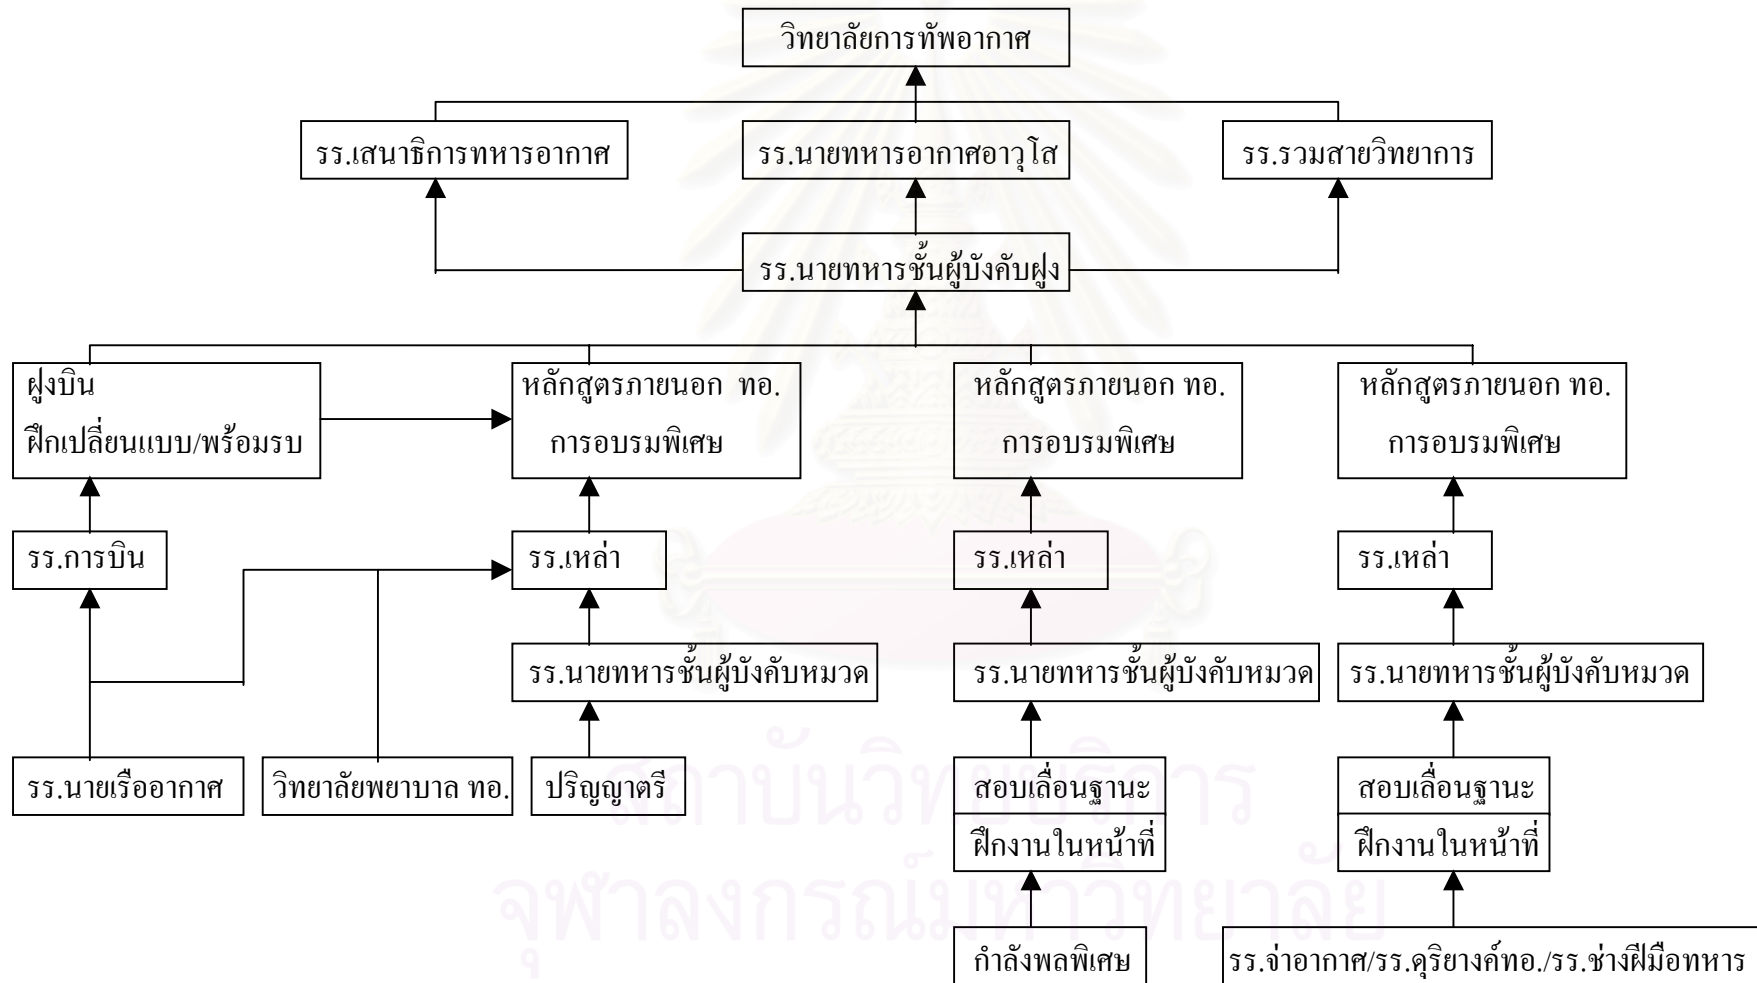 วิทยาลัยการทัพอากาศ
รร.เสนาธิการทหารอากาศ
รร.นายทหารอากาศอาวุโส
รร.รวมสายวิทยาการ
รร.นายทหารชั้นผู้บังคับฝูง
ฝูงบิน
ฝึกเปลี่ยนแบบ/พร้อมรบ
หลักสูตรภายนอก ทอ.
การอบรมพิเศษ
หลักสูตรภายนอก ทอ.
การอบรมพิเศษ
หลักสูตรภายนอก ทอ.
การอบรมพิเศษ
รร.การบิน
รร.เหล่า
รร.เหล่า
รร.เหล่า
รร.นายทหารชั้นผู้บังคับหมวด
รร.นายทหารชั้นผู้บังคับหมวด
รร.นายทหารชั้นผู้บังคับหมวด
รร.นายเรืออากาศ
วิทยาลัยพยาบาล ทอ.
ปริญญาตรี
สอบเลื่อนฐานะ
ฝึกงานในหน้าที่
สอบเลื่อนฐานะ
ฝึกงานในหน้าที่
กำลังพลพิเศษ
รร.จ่าอากาศ/รร.ดุริยางค์ทอ./รร.ช่างฝีมือทหาร
สถาบันวิทยบริการ
จุฬาลงกรณ์มหาวิทยาลัย